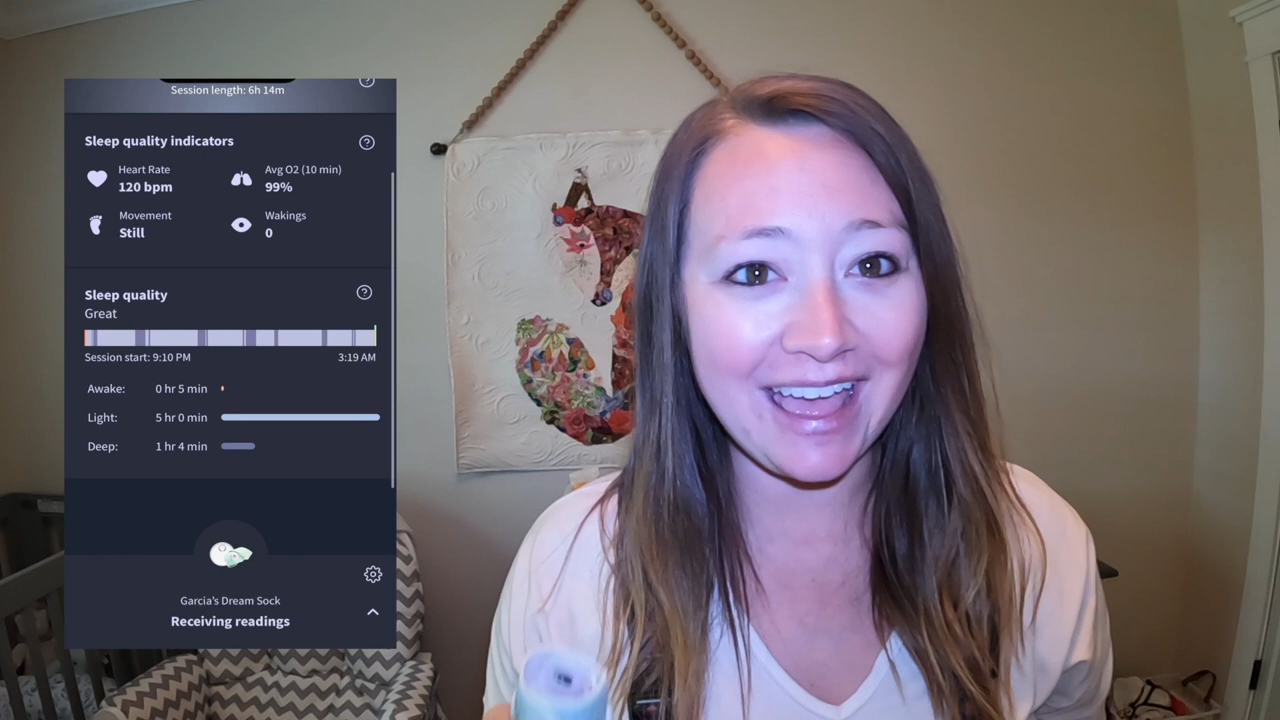 Session length: 6h 14m
Sleep quality indicators
Heart Rate
120 bpm
Avg O2 (10 min)
99%
Movement
Still
Wakings
0
Sleep quality
Great
Session start: 9:10 PM 3:19 AM
Awake: 0 hr 5 min
Light: 5 hr 0 min
Deep: 1 hr 4 min
Garcia's Dream Sock
Receiving readings